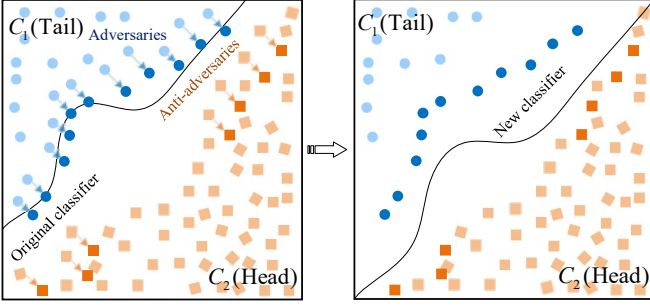 C₁(Tail)
Adversaries
Anti-adversaries
Original classifier
C₂(Head)
C₁(Tail)
New classifier
C₂(Head)